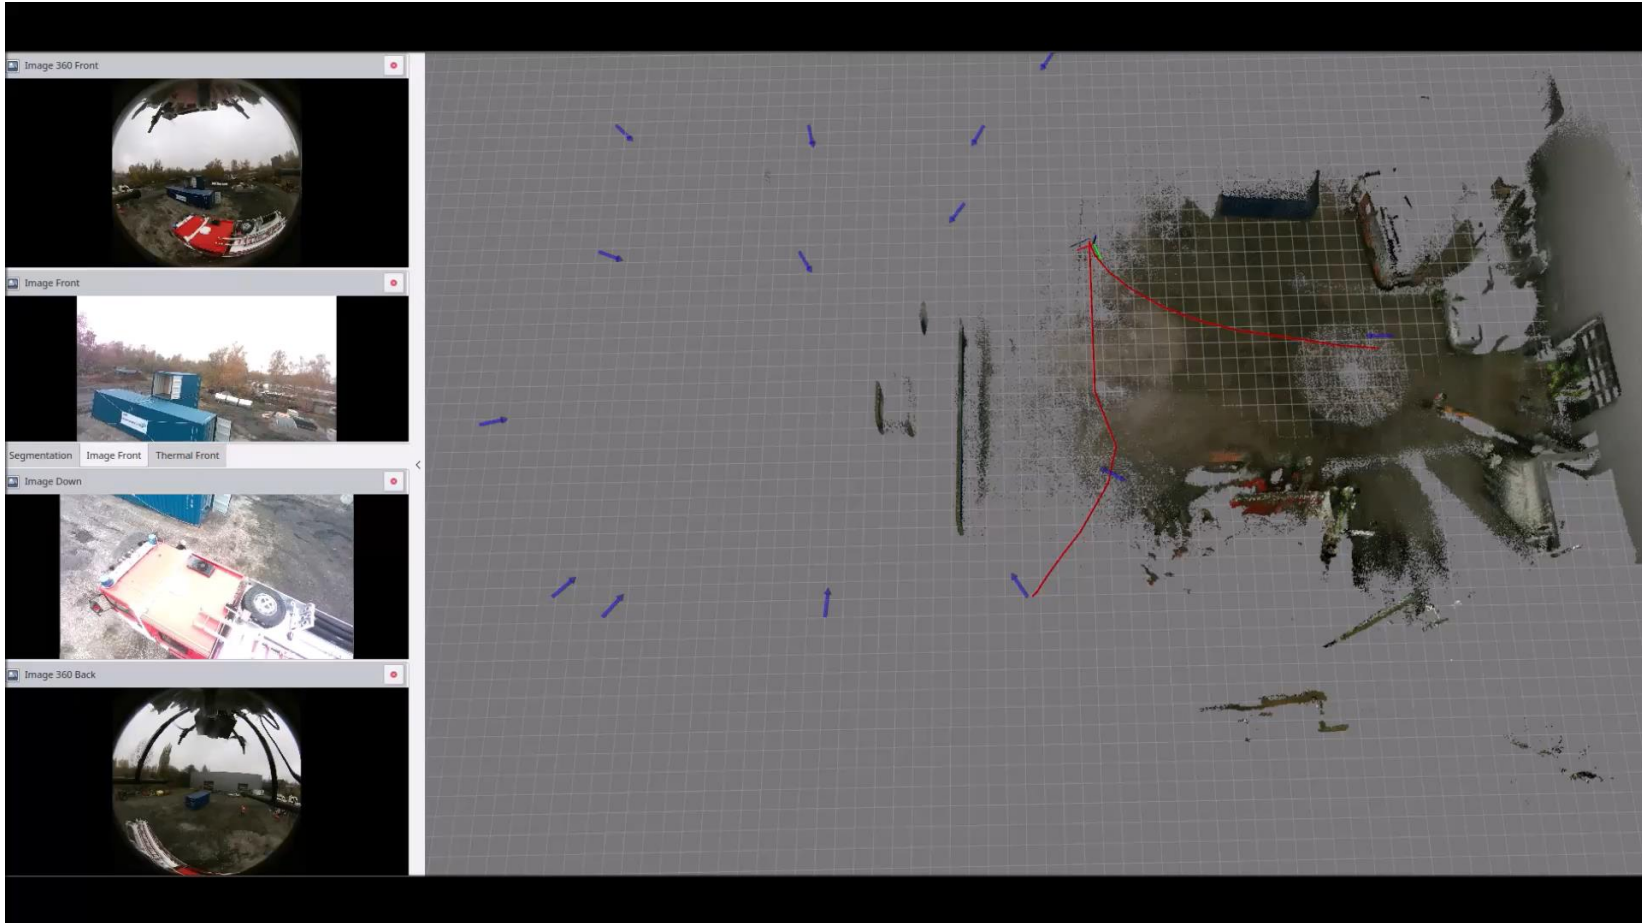 Image 360 Front
Image Front
Segmentation
Image Front
Thermal Front
Image Down
Image 360 Back